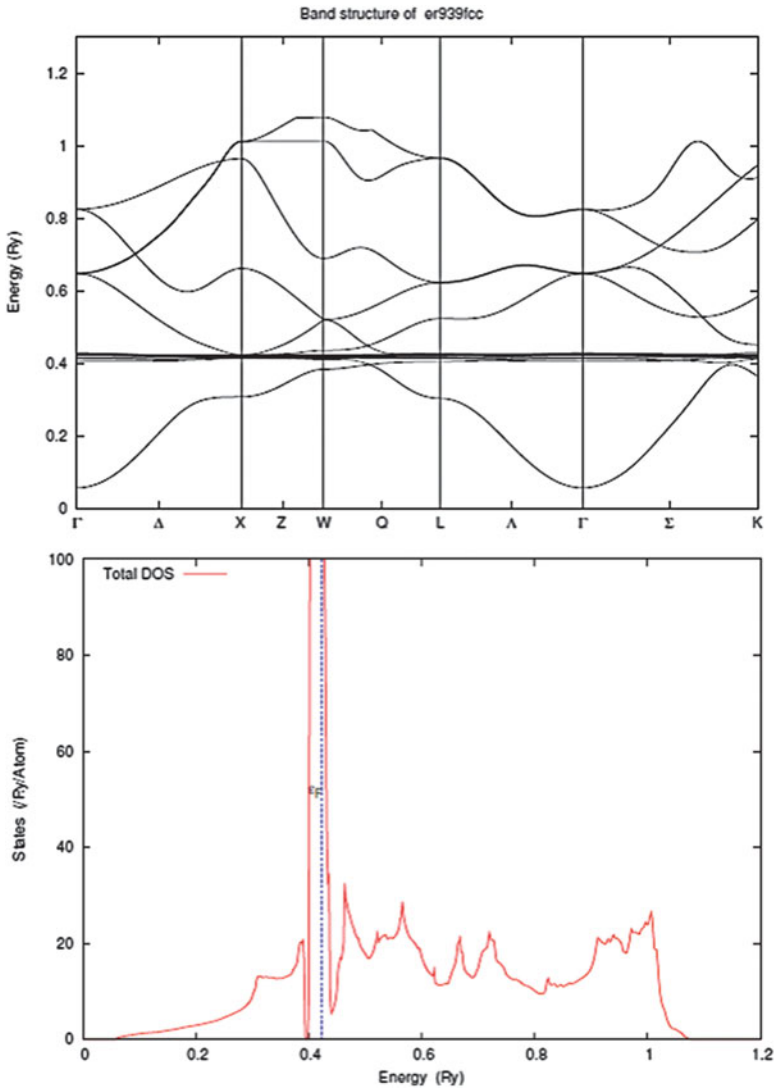 Band structure of er939fcc
Energy (Ry)
1.2
1
0.8
0.6
0.4
0.2
0
Γ Δ X Z W Q L Λ Γ Σ K
100
80
60
40
20
0
Total DOS
States (/Ry/Atom)
0 0.2 0.4 0.6 0.8 1 1.2
Energy (Ry)